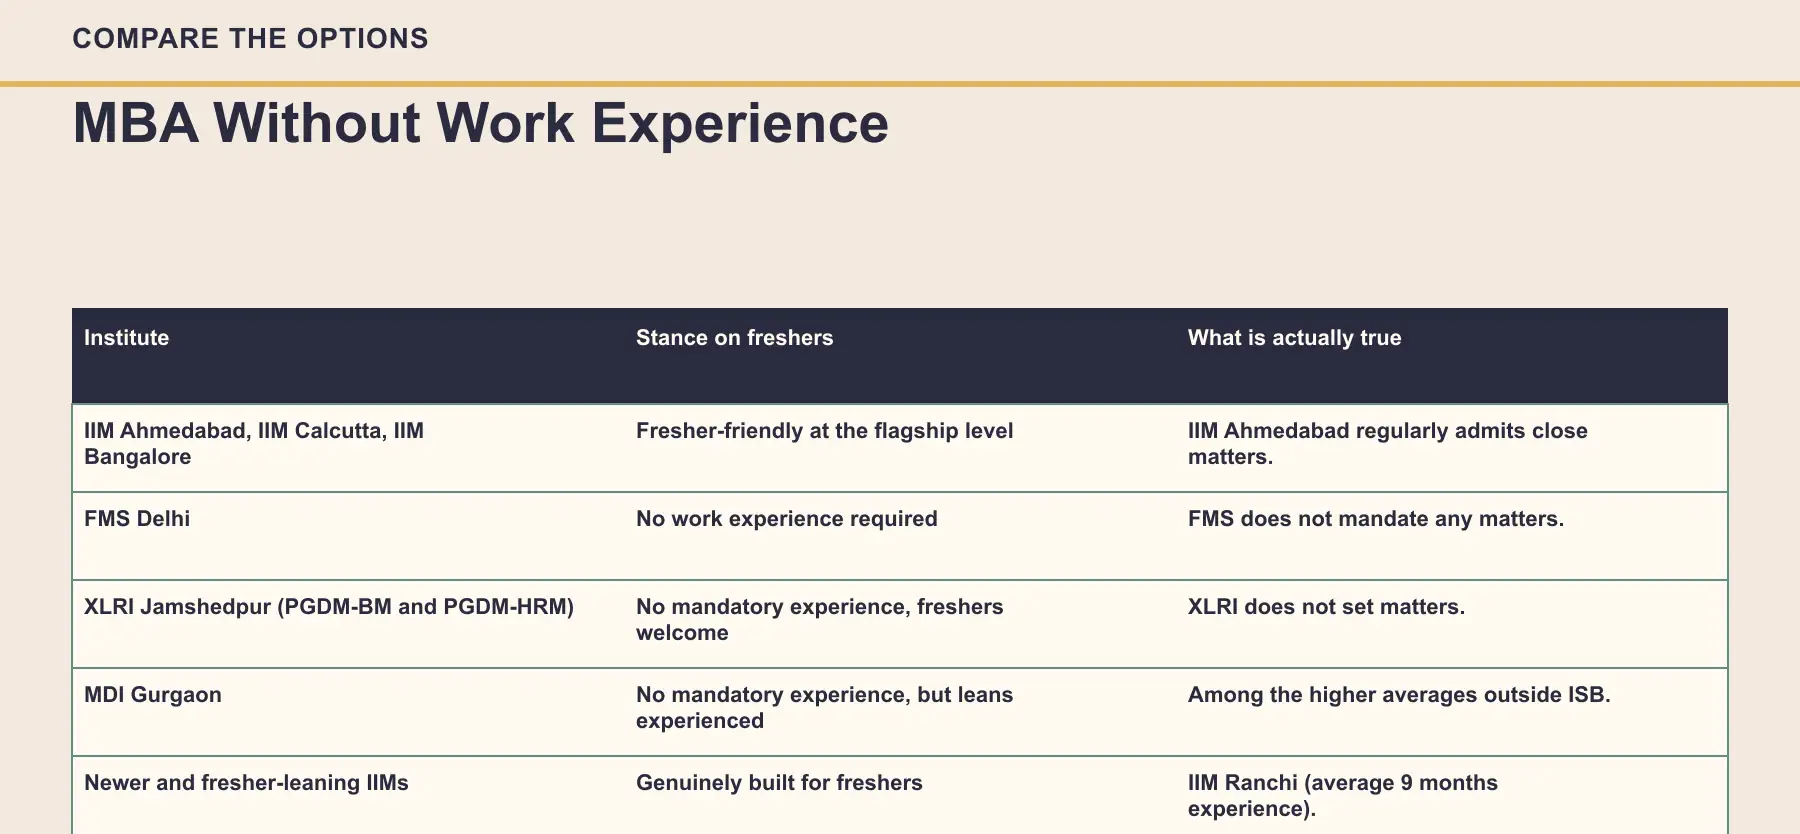 COMPARE THE OPTIONS
MBA Without Work Experience
Institute
Stance on freshers
What is actually true
IIM Ahmedabad, IIM Calcutta, IIM
Bangalore
Fresher-friendly at the flagship level
IIM Ahmedabad regularly admits close
matters.
FMS Delhi
No work experience required
FMS does not mandate any matters.
XLRI Jamshedpur (PGDM-BM and PGDM-HRM)
No mandatory experience, freshers
welcome
XLRI does not set matters.
MDI Gurgaon
No mandatory experience, but leans
experienced
Among the higher averages outside ISB.
Newer and fresher-leaning IIMs
Genuinely built for freshers
IIM Ranchi (average 9 months
experience).